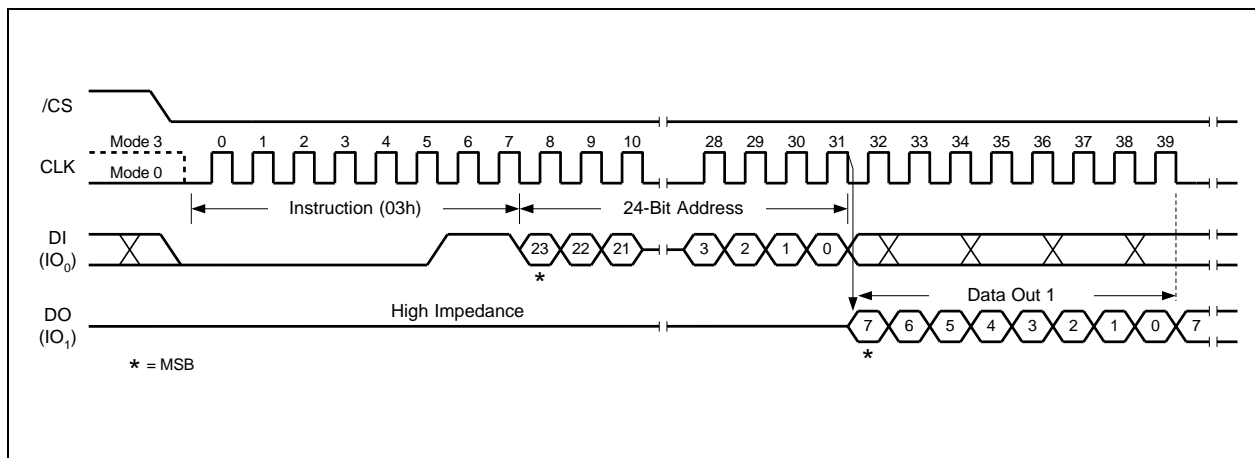 /CS
Mode 3 0 1 2 3 4 5 6 7 8 9 10 28 29 30 31 32 33 34 35 36 37 38 39
CLK Mode 0
Instruction (03h) 24-Bit Address
DI
(IO0) 23 22 21 3 2 1 0
*
High Impedance Data Out 1
DO
(IO1) 7 6 5 4 3 2 1 0 7
*
* = MSB